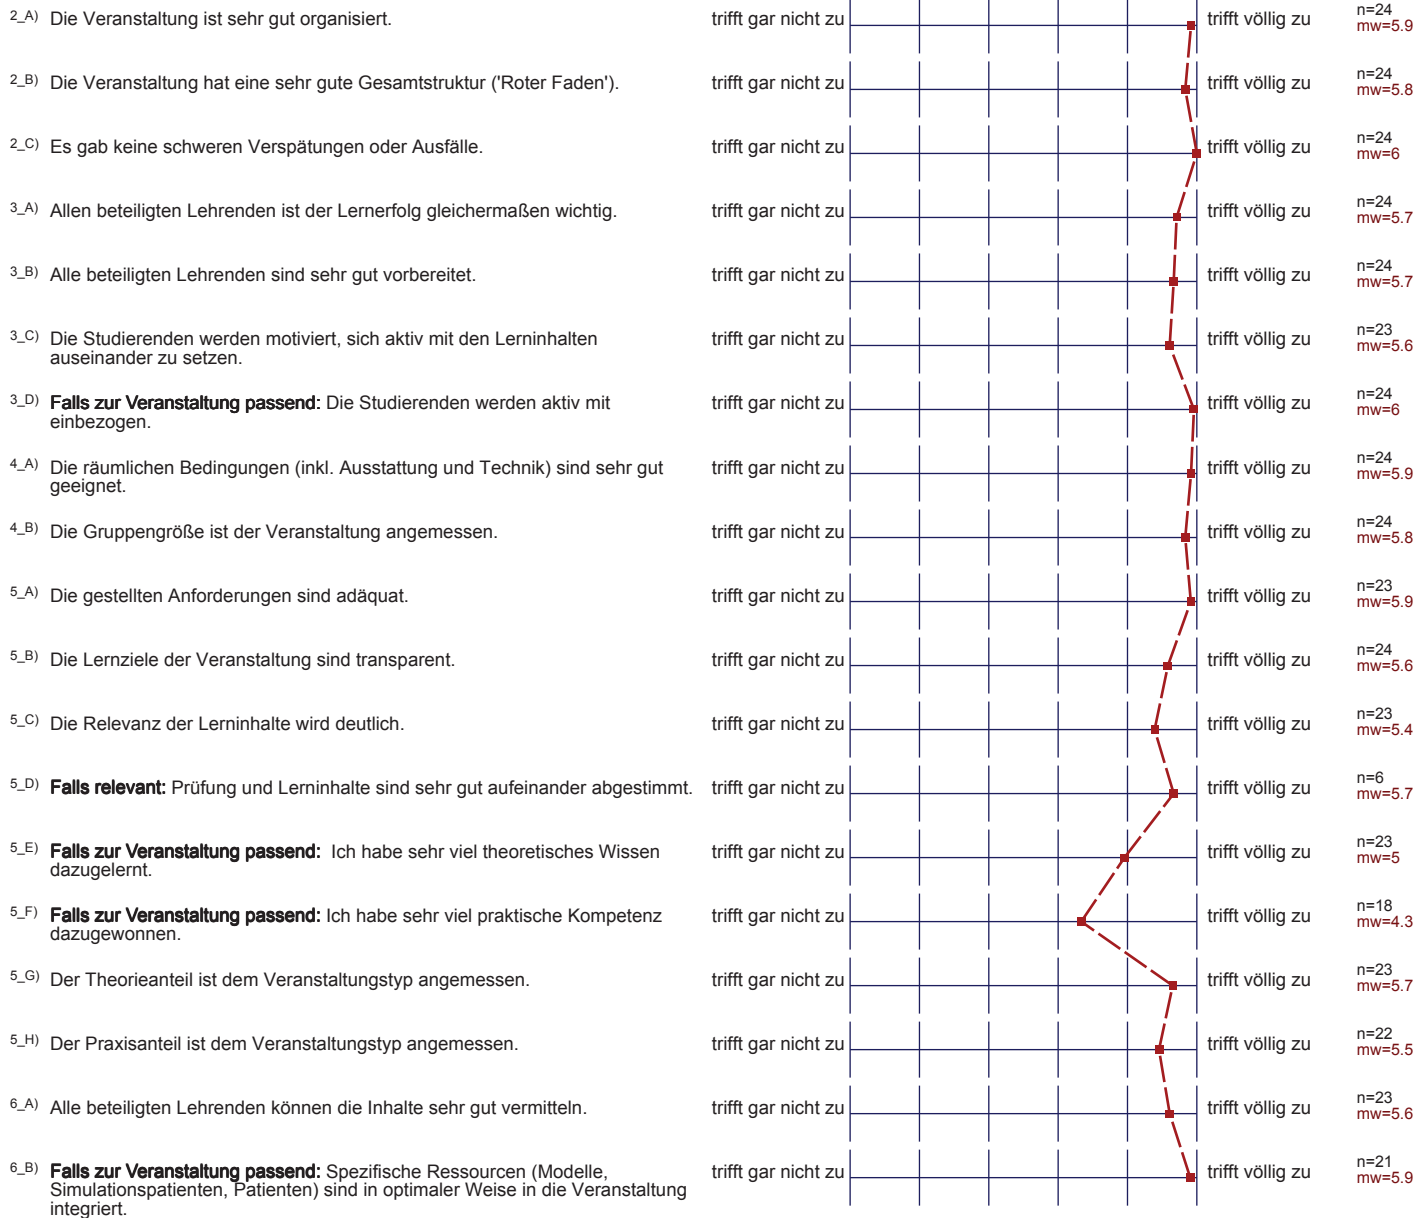 2_A) Die Veranstaltung ist sehr gut organisiert. trifft gar nicht zu trifft völlig zu n=24
mw=5.9
2_B) Die Veranstaltung hat eine sehr gute Gesamtstruktur ('Roter Faden'). trifft gar nicht zu trifft völlig zu n=24
mw=5.8
2_C) Es gab keine schweren Verspätungen oder Ausfälle. trifft gar nicht zu trifft völlig zu n=24
mw=6
3_A) Allen beteiligten Lehrenden ist der Lernerfolg gleichermaßen wichtig. trifft gar nicht zu trifft völlig zu n=24
mw=5.7
3_B) Alle beteiligten Lehrenden sind sehr gut vorbereitet. trifft gar nicht zu trifft völlig zu n=24
mw=5.7
3_C) Die Studierenden werden motiviert, sich aktiv mit den Lerninhalten trifft gar nicht zu trifft völlig zu n=23
auseinander zu setzen. mw=5.6
3_D) Falls zur Veranstaltung passend: Die Studierenden werden aktiv mit trifft gar nicht zu trifft völlig zu n=24
einbezogen. mw=6
4_A) Die räumlichen Bedingungen (inkl. Ausstattung und Technik) sind sehr gut trifft gar nicht zu trifft völlig zu n=24
geeignet. mw=5.9
4_B) Die Gruppengröße ist der Veranstaltung angemessen. trifft gar nicht zu trifft völlig zu n=24
mw=5.8
5_A) Die gestellten Anforderungen sind adäquat. trifft gar nicht zu trifft völlig zu n=23
mw=5.9
5_B) Die Lernziele der Veranstaltung sind transparent. trifft gar nicht zu trifft völlig zu n=24
mw=5.6
5_C) Die Relevanz der Lerninhalte wird deutlich. trifft gar nicht zu trifft völlig zu n=23
mw=5.4
5_D) Falls relevant: Prüfung und Lerninhalte sind sehr gut aufeinander abgestimmt. trifft gar nicht zu trifft völlig zu n=6
mw=5.7
5_E) Falls zur Veranstaltung passend: Ich habe sehr viel theoretisches Wissen trifft gar nicht zu trifft völlig zu n=23
dazugelernt. mw=5
5_F) Falls zur Veranstaltung passend: Ich habe sehr viel praktische Kompetenz trifft gar nicht zu trifft völlig zu n=18
dazugewonnen. mw=4.3
5_G) Der Theorieanteil ist dem Veranstaltungstyp angemessen. trifft gar nicht zu trifft völlig zu n=23
mw=5.7
5_H) Der Praxisanteil ist dem Veranstaltungstyp angemessen. trifft gar nicht zu trifft völlig zu n=22
mw=5.5
6_A) Alle beteiligten Lehrenden können die Inhalte sehr gut vermitteln. trifft gar nicht zu trifft völlig zu n=23
mw=5.6
6_B) Falls zur Veranstaltung passend: Spezifische Ressourcen (Modelle, trifft gar nicht zu trifft völlig zu n=21
Simulationspatienten, Patienten) sind in optimaler Weise in die Veranstaltung mw=5.9
integriert.